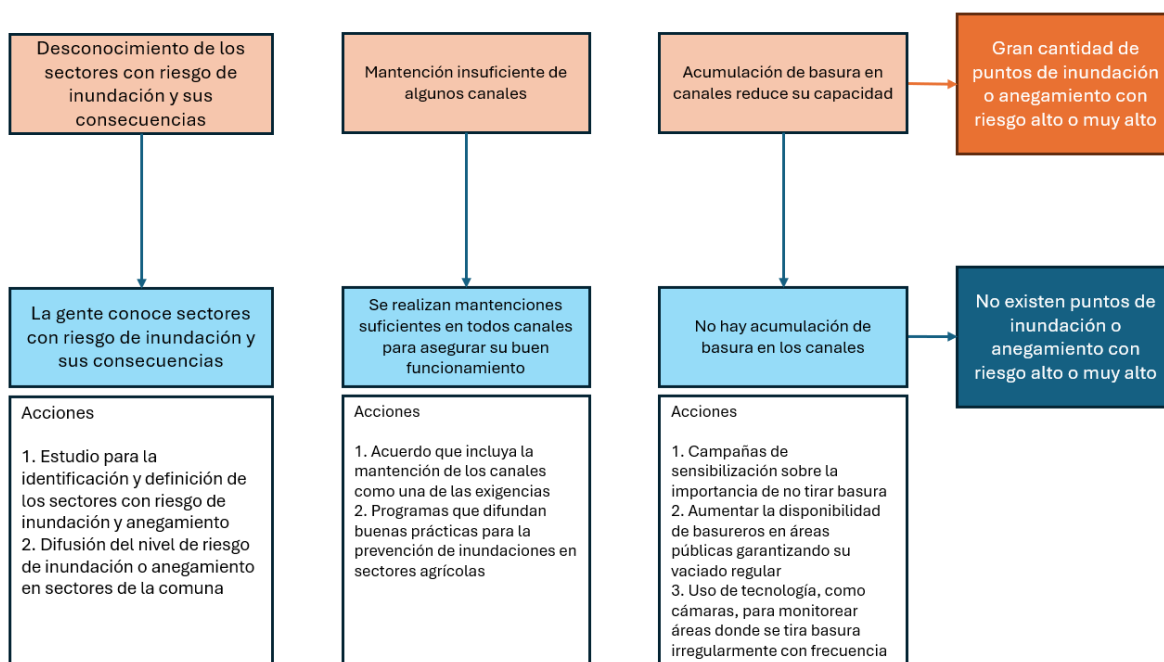 Desconocimiento de los
sectores con riesgo de
inundación y sus
consecuencias
Mantención insuficiente de
algunos canales
Acumulación de basura en
canales reduce su capacidad
Gran cantidad de
puntos de inundación
o anegamiento con
riesgo alto o muy alto
La gente conoce sectores
con riesgo de inundación y
sus consecuencias
Se realizan mantenciones
suficientes en todos canales
para asegurar su buen
funcionamiento
No hay acumulación de
basura en los canales
No existen puntos de
inundación o
anegamiento con
riesgo alto o muy alto
Acciones
1. Estudio para la
identificación y definición de
los sectores con riesgo de
inundación y anegamiento
2. Difusión del nivel de riesgo
de inundación o anegamiento
en sectores de la comuna
Acciones
1. Acuerdo que incluya la
mantención de los canales
como una de las exigencias
2. Programas que difundan
buenas prácticas para la
prevención de inundaciones en
sectores agrícolas
Acciones
1. Campañas de
sensibilización sobre la
importancia de no tirar basura
2. Aumentar la disponibilidad
de basureros en áreas
públicas garantizando su
vaciado regular
3. Uso de tecnología, como
cámaras, para monitorear
áreas donde se tira basura
irregularmente con frecuencia